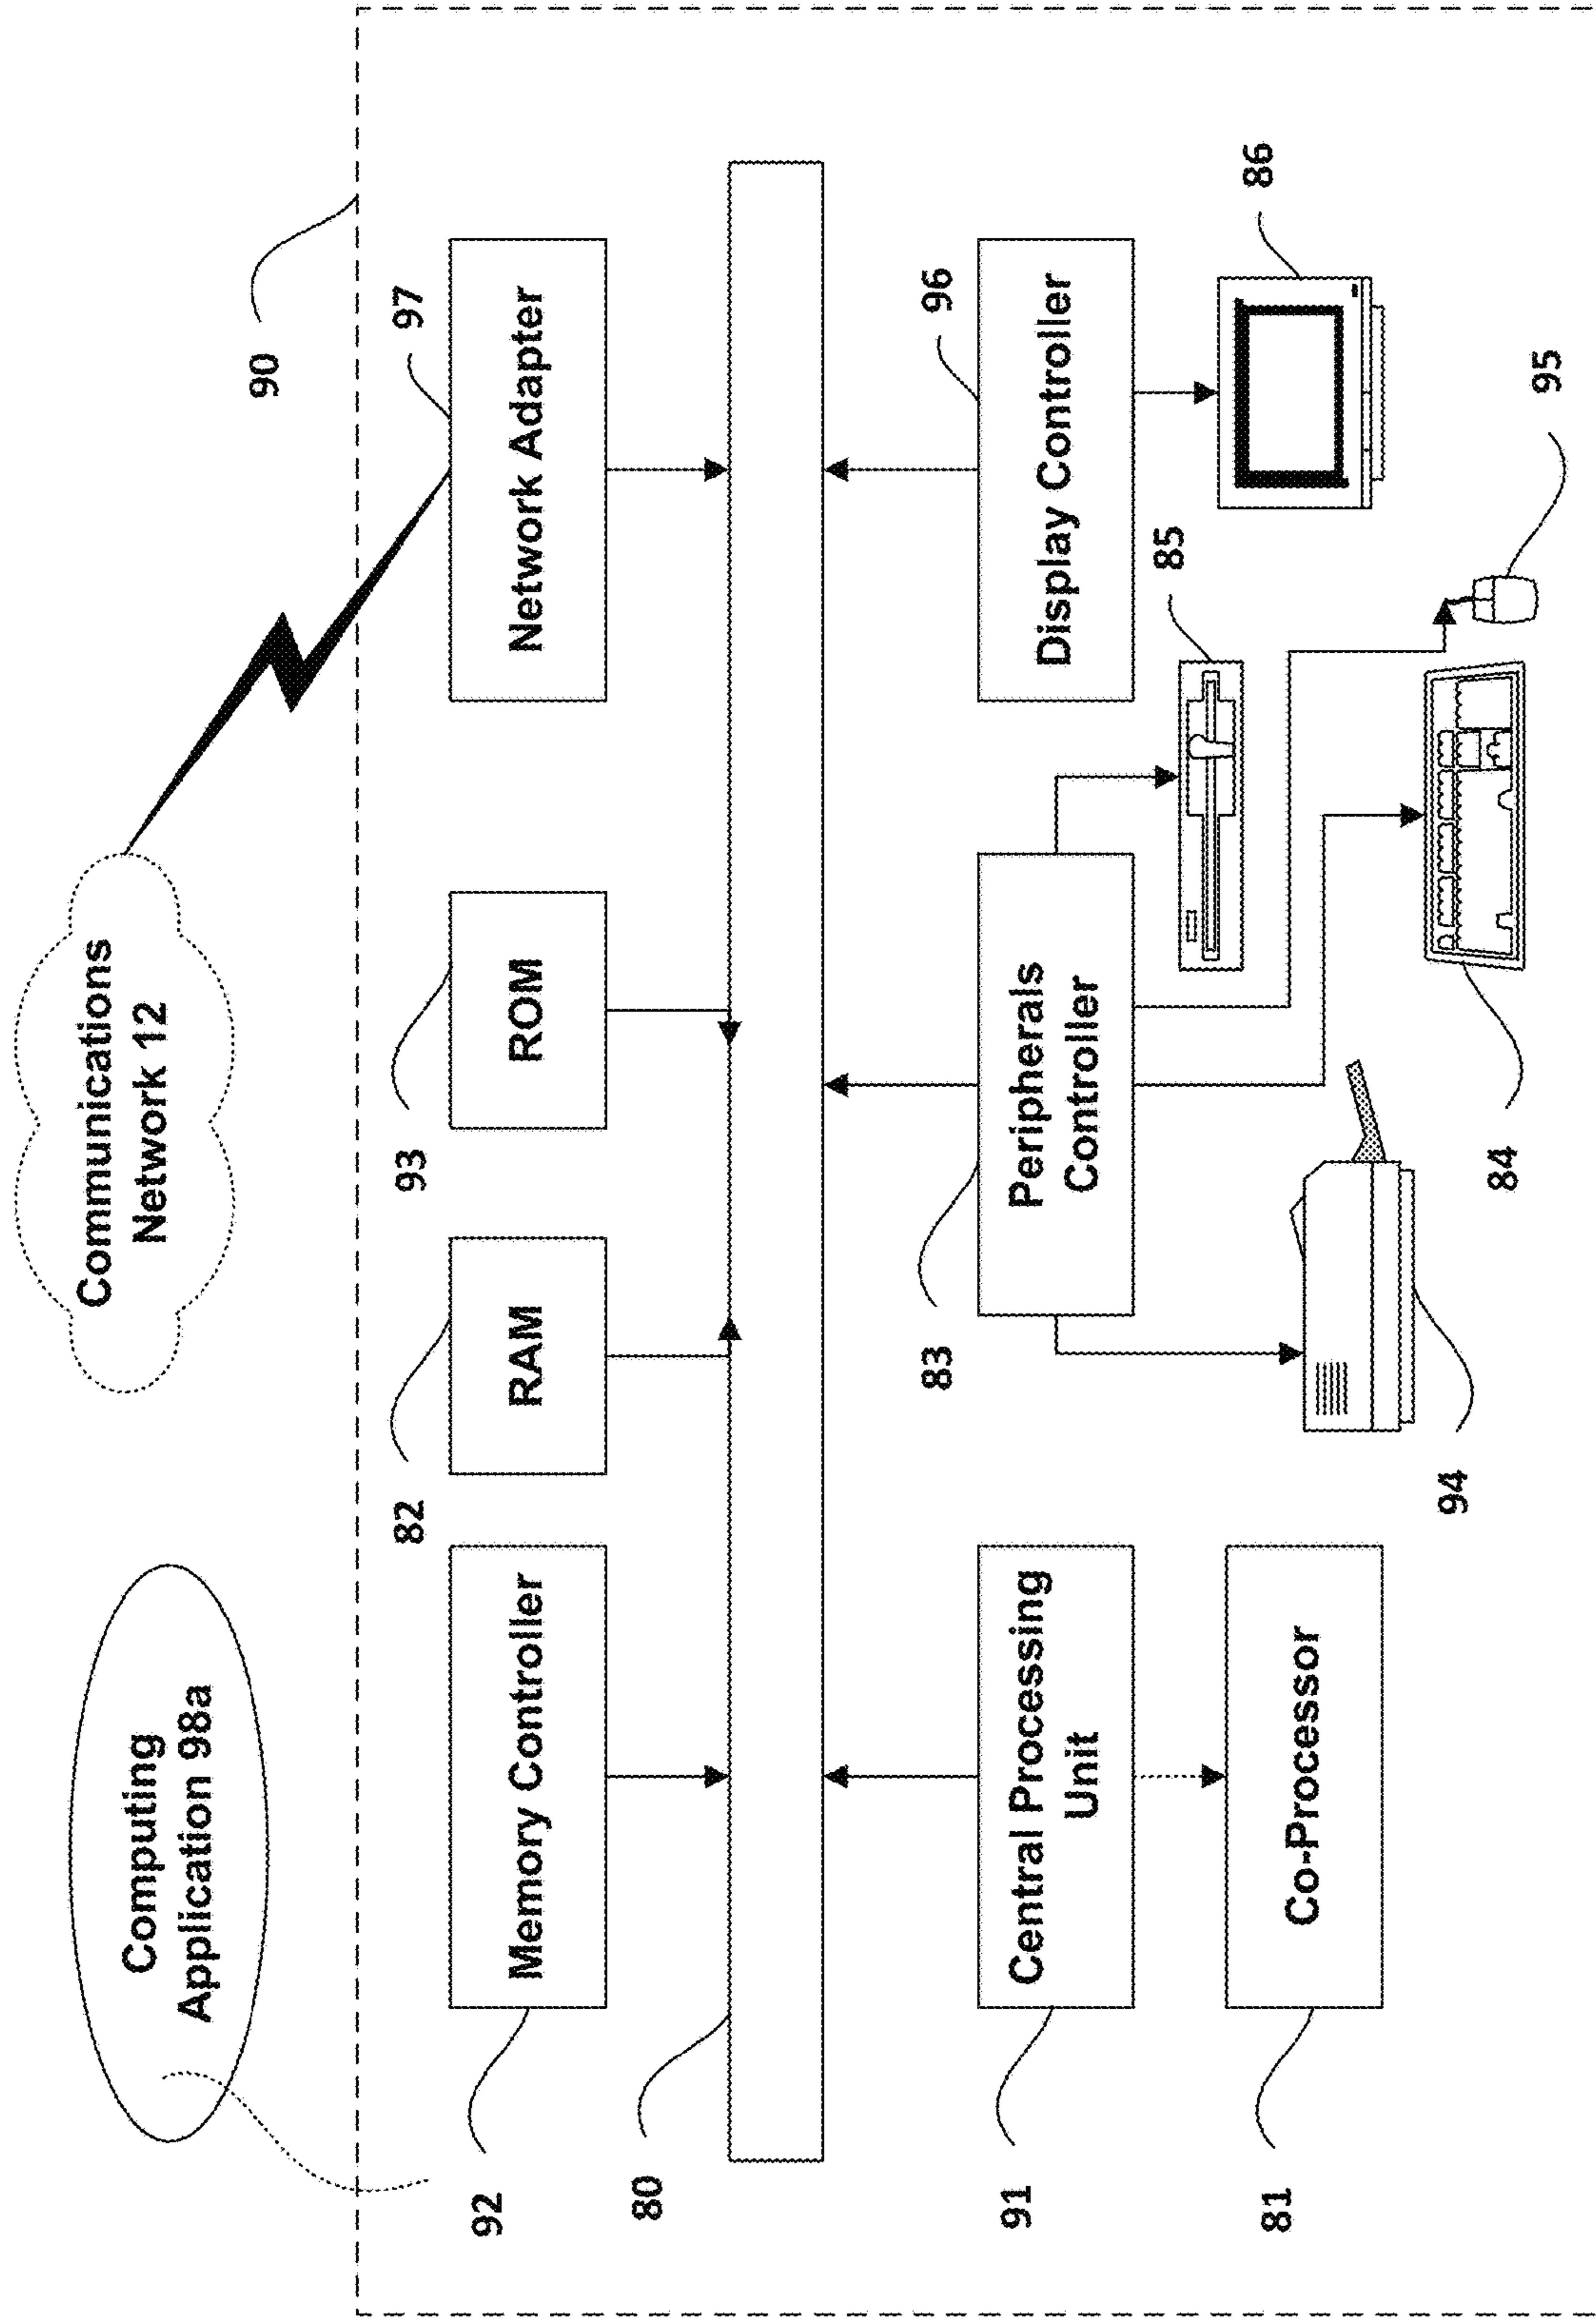 Computing
Application 98a
Communications
Network 12
90
92
Memory Controller
82
RAM
93
ROM
97
Network Adapter
80
91
Central Processing
Unit
83
Peripherals
Controller
96
Display Controller
81
Co-Processor
94
84
85
95
86